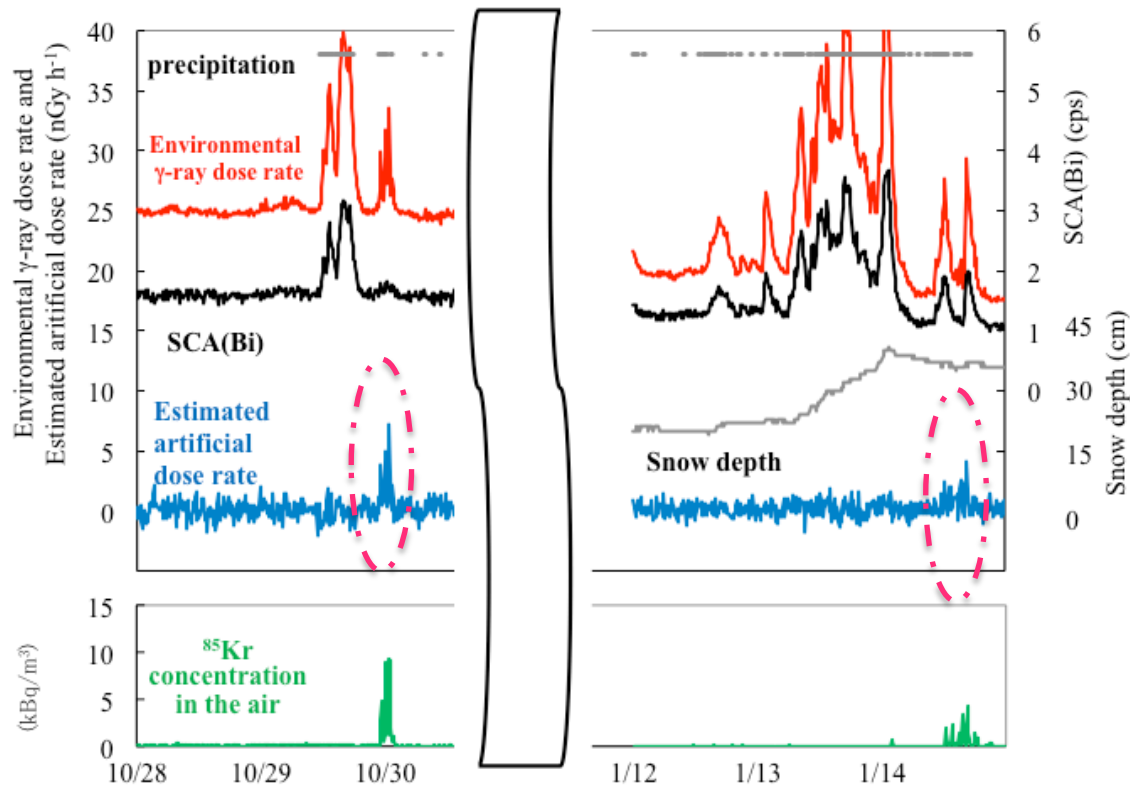 Environmental γ-ray dose rate and
Estimated aritificial dose rate (nGy h⁻¹)
40
35
30
25
20
15
10
5
0
precipitation
Environmental
γ-ray dose rate
SCA(Bi)
Estimated
artificial
dose rate
Snow depth
6
5
4
3
2
1
0
SCA(Bi) (cps)
45
30
15
0
Snow depth (cm)
(kBq/m³)
15
10
5
0
⁸⁵Kr
concentration
in the air
10/28
10/29
10/30
1/12
1/13
1/14